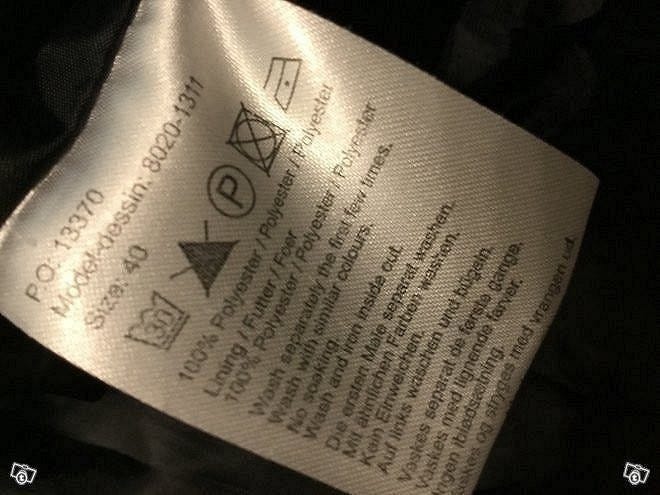 P.O: 13370
Model-dessin: 8020-1311
Size: 40
30
P
100% Polyester / Polyester / Polyester
Lining / Futter / Foer
100% Polyester / Polyester / Polyester
Wash separately the first few times.
Wash with similar colours.
No soaking.
Wash and iron inside out.
Die ersten Male separat waschen.
Mit ähnlichen Farben waschen.
Kein Einweichen.
Auf links waschen und bügeln.
Vaskes separat de første gange.
Vaskes med lignende farver.
Ingen iblødsætning.
og stryges med vrangen ud.